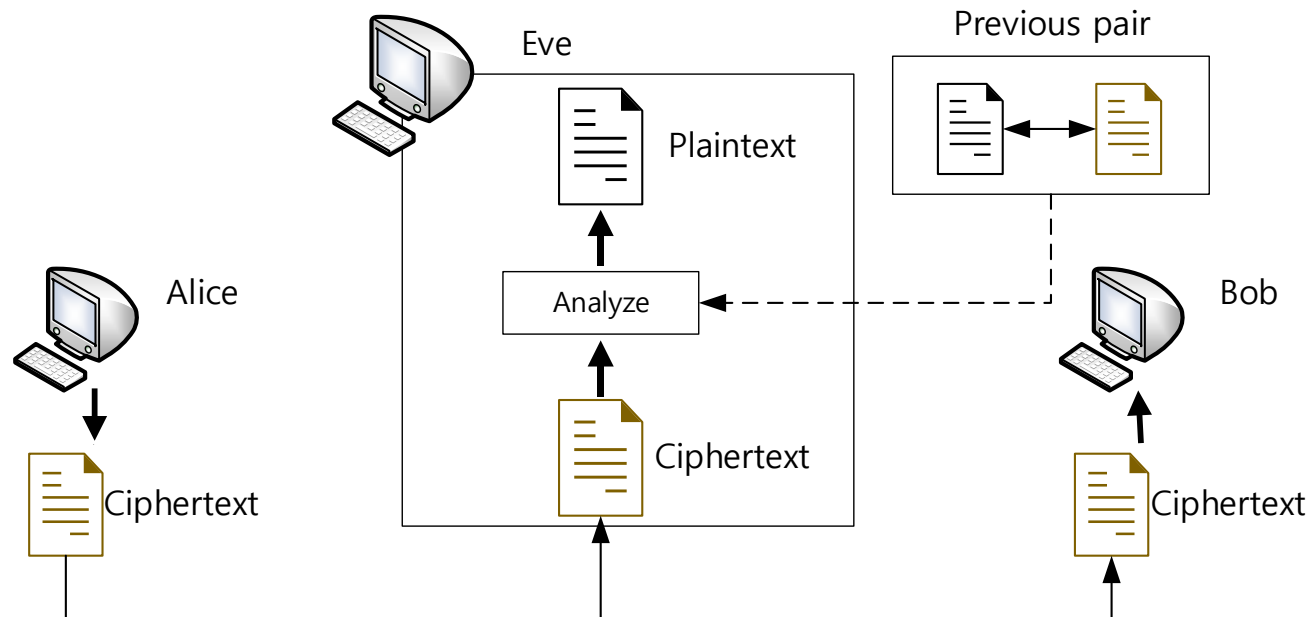 Previous pair
Eve
Plaintext
Alice
Analyze
Bob
Ciphertext
Ciphertext
Ciphertext